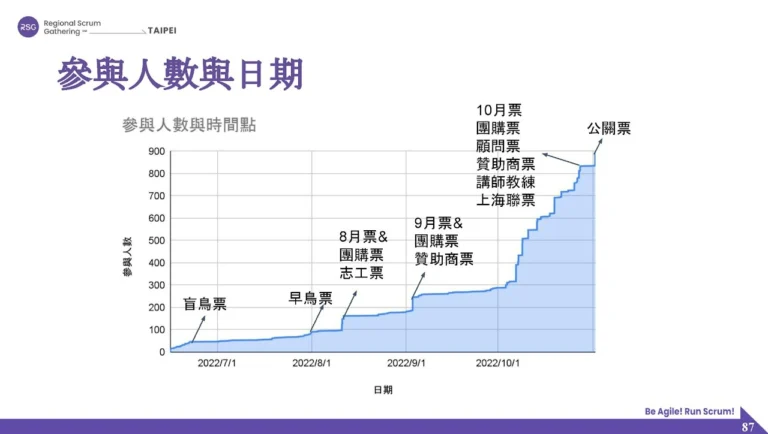 RSG
Regional Scrum
Gathering
TAIPEI
參與人數與日期
參與人數與時間點
10月票
團購票
顧問票
贊助商票
講師教練
上海聯票
公關票
9月票&
團購票
贊助商票
8月票&
團購票
志工票
早鳥票
盲鳥票
900
800
700
600
500
400
300
200
100
0
參與人數
2022/7/1
2022/8/1
2022/9/1
2022/10/1
日期
Be Agile! Run Scrum!
87